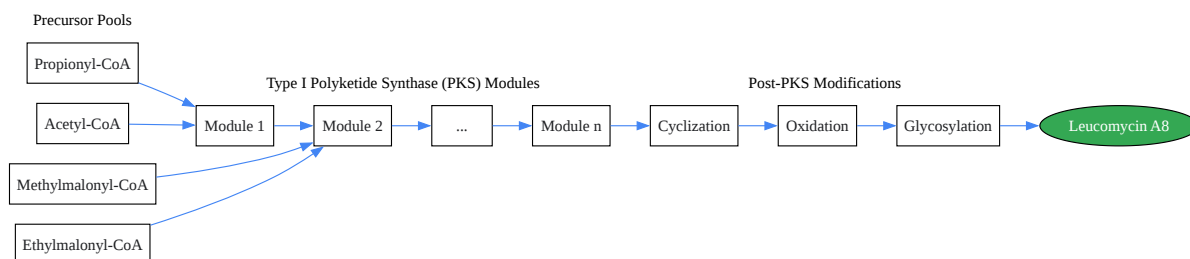 Precursor Pools
Propionyl-CoA
Acetyl-CoA
Methylmalonyl-CoA
Ethylmalonyl-CoA
Type I Polyketide Synthase (PKS) Modules
Module 1
Module 2
...
Module n
Post-PKS Modifications
Cyclization
Oxidation
Glycosylation
Leucomycin A8